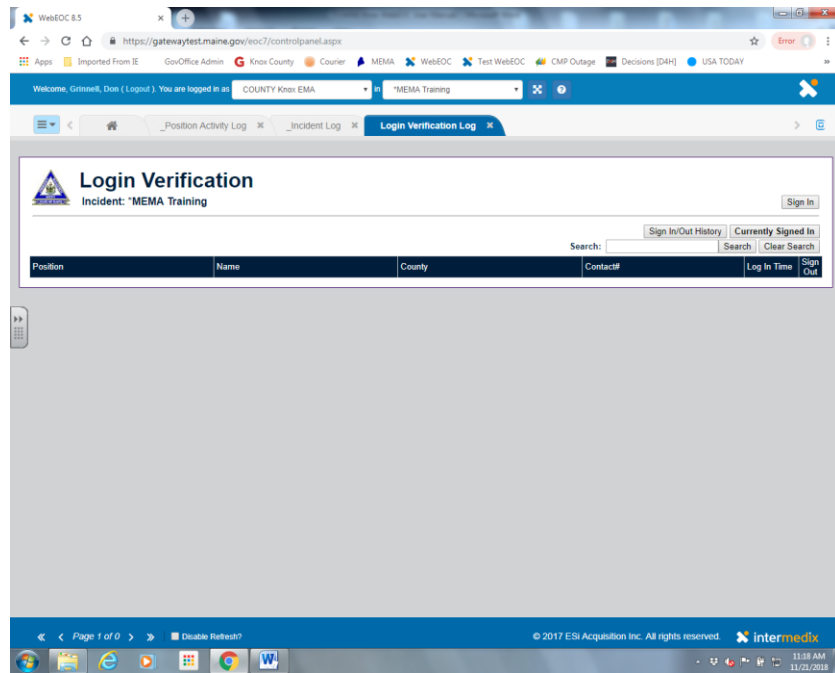 WebEOC 8.5
https://gatewaytest.maine.gov/eoc7/controlpanel.aspx
Error
Apps Imported From IE GovOffice Admin Knox County Courier MEMA WebEOC Test WebEOC CMP Outage Decisions [D4H] USA TODAY
Welcome, Grinnell, Don ( Logout ). You are logged in as COUNTY Knox EMA in *MEMA Training
_Position Activity Log _Incident Log Login Verification Log
Login Verification
Incident: *MEMA Training
Sign In
Sign In/Out History Currently Signed In
Search: Search Clear Search
Position Name County Contact# Log In Time Sign Out
Page 1 of 0 Disable Refresh? © 2017 ESi Acquisition Inc. All rights reserved. intermedix
11:18 AM
11/21/2018